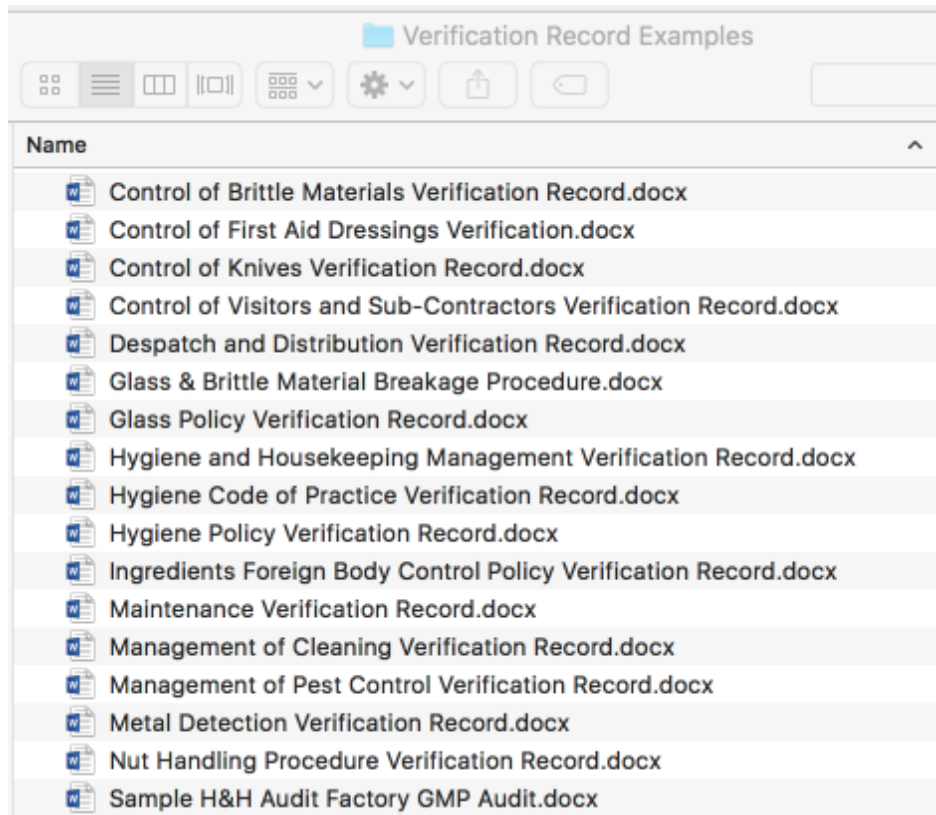 Verification Record Examples
Name
Control of Brittle Materials Verification Record.docx
Control of First Aid Dressings Verification.docx
Control of Knives Verification Record.docx
Control of Visitors and Sub-Contractors Verification Record.docx
Despatch and Distribution Verification Record.docx
Glass & Brittle Material Breakage Procedure.docx
Glass Policy Verification Record.docx
Hygiene and Housekeeping Management Verification Record.docx
Hygiene Code of Practice Verification Record.docx
Hygiene Policy Verification Record.docx
Ingredients Foreign Body Control Policy Verification Record.docx
Maintenance Verification Record.docx
Management of Cleaning Verification Record.docx
Management of Pest Control Verification Record.docx
Metal Detection Verification Record.docx
Nut Handling Procedure Verification Record.docx
Sample H&H Audit Factory GMP Audit.docx